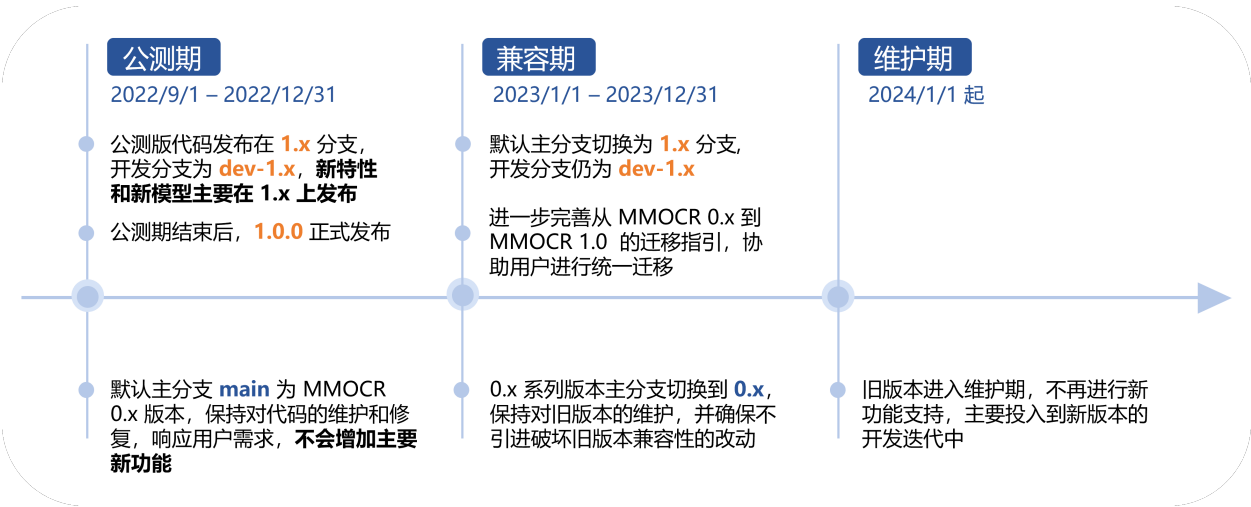 公测期
2022/9/1 – 2022/12/31
公测版代码发布在 1.x 分支，
开发分支为 dev-1.x，新特性
和新模型主要在 1.x 上发布
公测期结束后，1.0.0 正式发布
默认主分支 main 为 MMOCR
0.x 版本，保持对代码的维护和修
复，响应用户需求，不会增加主要
新功能
兼容期
2023/1/1 – 2023/12/31
默认主分支切换为 1.x 分支,
开发分支仍为 dev-1.x
进一步完善从 MMOCR 0.x 到
MMOCR 1.0 的迁移指引，协
助用户进行统一迁移
0.x 系列版本主分支切换到 0.x，
保持对旧版本的维护，并确保不
引进破坏旧版本兼容性的改动
维护期
2024/1/1 起
旧版本进入维护期，不再进行新
功能支持，主要投入到新版本的
开发迭代中